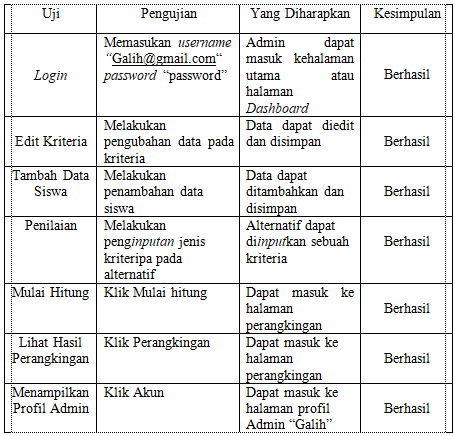 Uji Pengujian Yang Diharapkan Kesimpulan
Login
Memasukan username
“Galih@gmail.com“
password “password”
Admin dapat
masuk kehalaman
utama atau
halaman
Dashboard
Berhasil
Edit Kriteria
Melakukan
pengubahan data pada
kriteria
Data dapat diedit
dan disimpan
Berhasil
Tambah Data
Siswa
Melakukan
penambahan data
siswa
Data dapat
ditambahkan dan
disimpan
Berhasil
Penilaian
Melakukan
penginputan jenis
kriteripa pada
alternatif
Alternatif dapat
diinputkan sebuah
kriteria
Berhasil
Mulai Hitung
Klik Mulai hitung
Dapat masuk ke
halaman
perangkingan
Berhasil
Lihat Hasil
Perangkingan
Klik Perangkingan
Dapat masuk ke
halaman
perangkingan
Berhasil
Menampilkan
Profil Admin
Klik Akun
Dapat masuk ke
halaman profil
Admin “Galih”
Berhasil